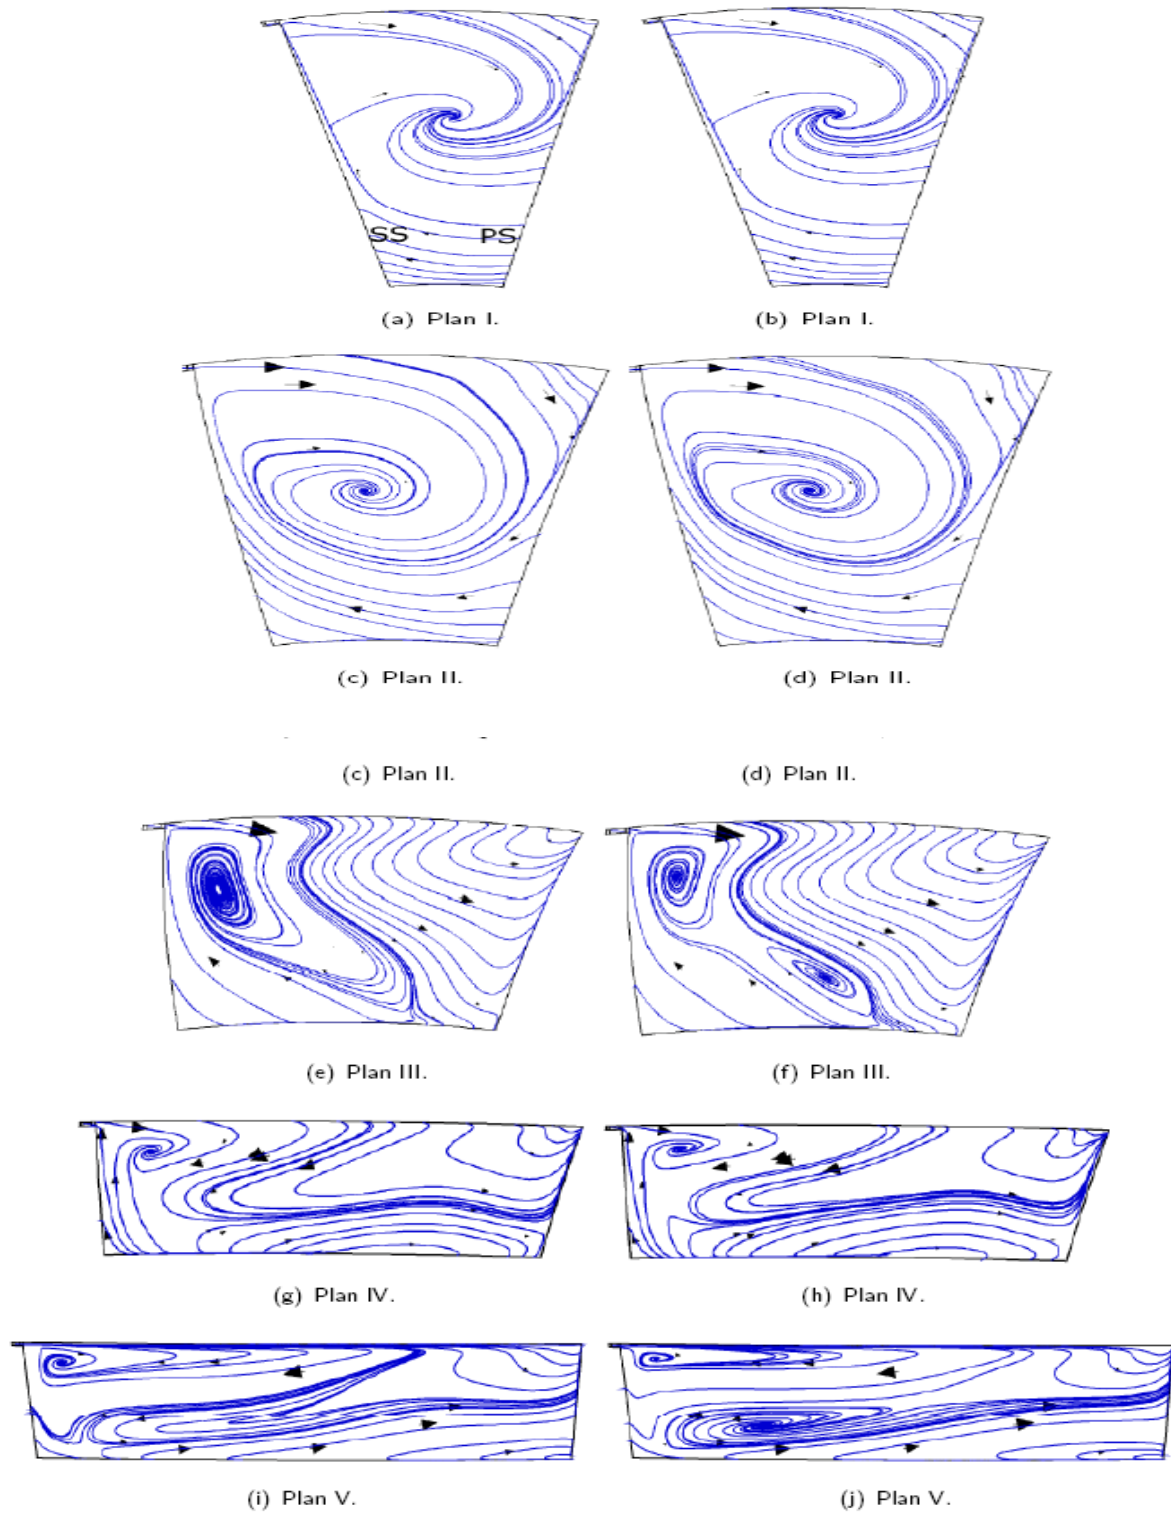 SS PS
(a) Plan I. (b) Plan I.
(c) Plan II. (d) Plan II.
(c) Plan II. (d) Plan II.
(e) Plan III. (f) Plan III.
(g) Plan IV. (h) Plan IV.
(i) Plan V. (j) Plan V.